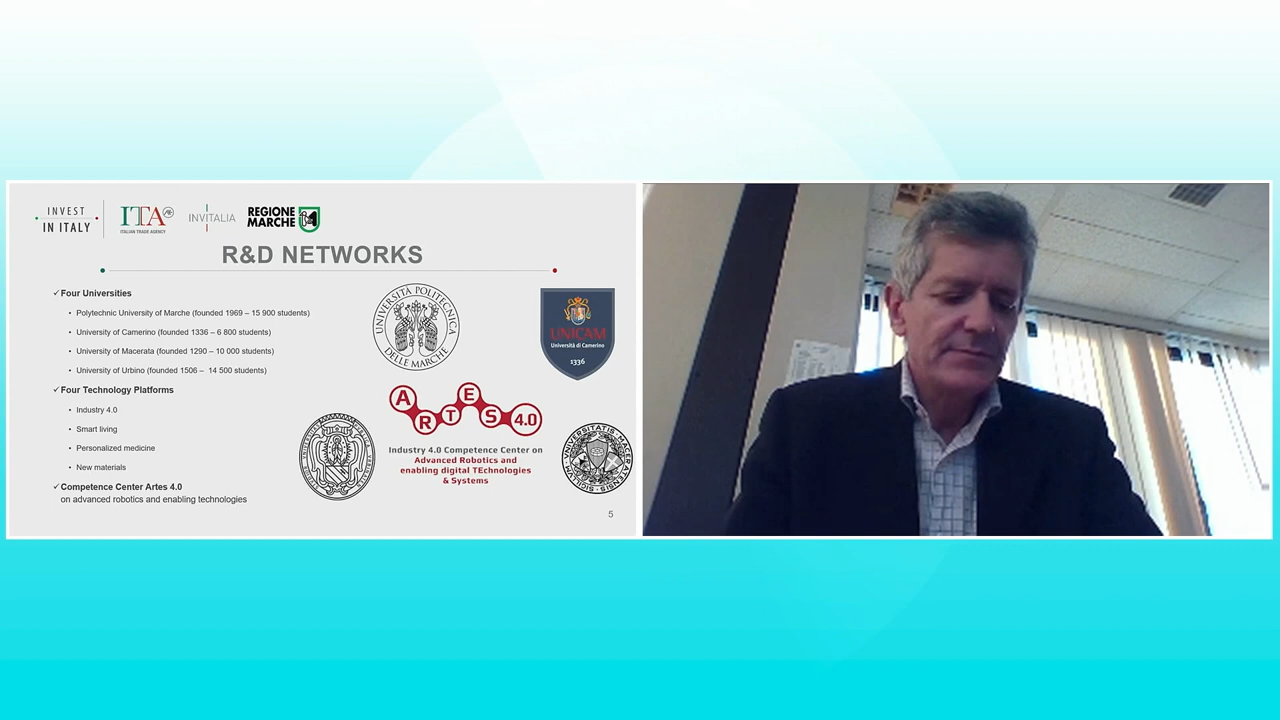 INVEST
IN ITALY
ITA
ITALIAN TRADE AGENCY
INVITALIA
REGIONE
MARCHE
R&D NETWORKS
✓Four Universities
• Polytechnic University of Marche (founded 1969 – 15 900 students)
• University of Camerino (founded 1336 – 6 800 students)
• University of Macerata (founded 1290 – 10 000 students)
• University of Urbino (founded 1506 – 14 500 students)
✓Four Technology Platforms
• Industry 4.0
• Smart living
• Personalized medicine
• New materials
✓Competence Center Artes 4.0
on advanced robotics and enabling technologies
UNIVERSITÀ POLITECNICA
DELLE MARCHE
UNICAM
Università di Camerino
1336
ARTES 4.0
Industry 4.0 Competence Center on
Advanced Robotics and
enabling digital TEchnologies
& Systems
5